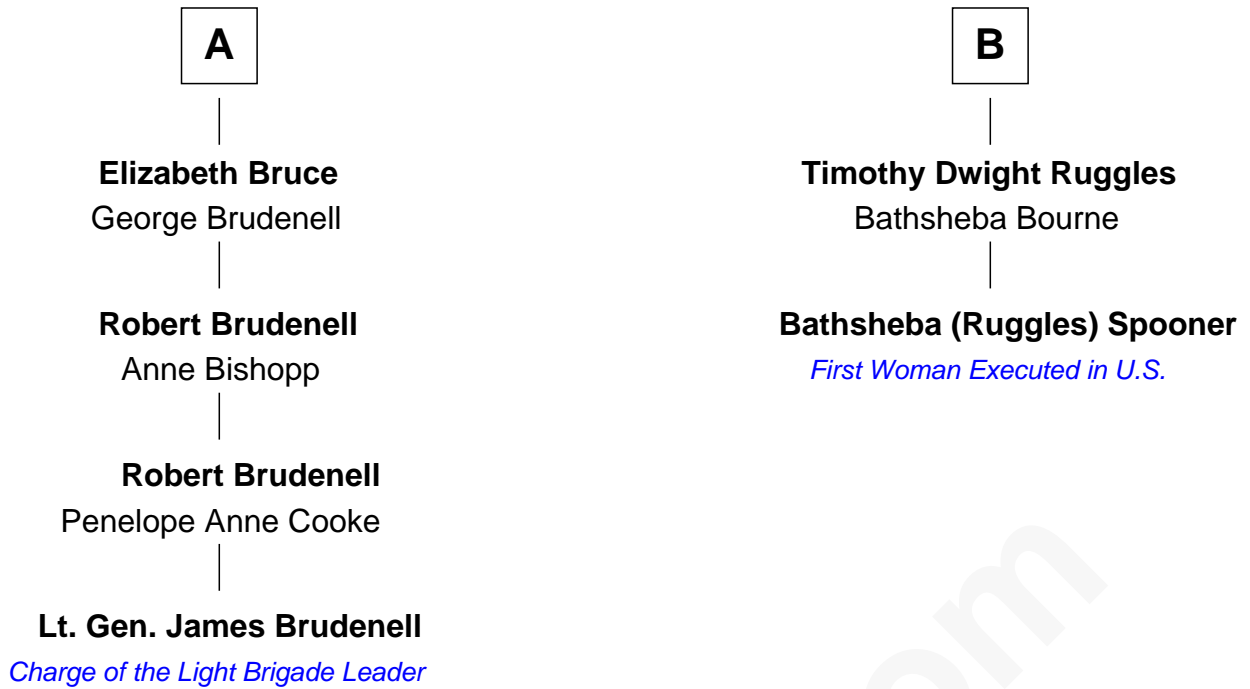 A
Elizabeth Bruce
George Brudenell
Robert Brudenell
Anne Bishopp
Robert Brudenell
Penelope Anne Cooke
Lt. Gen. James Brudenell
Charge of the Light Brigade Leader
B
Timothy Dwight Ruggles
Bathsheba Bourne
Bathsheba (Ruggles) Spooner
First Woman Executed in U.S.
om